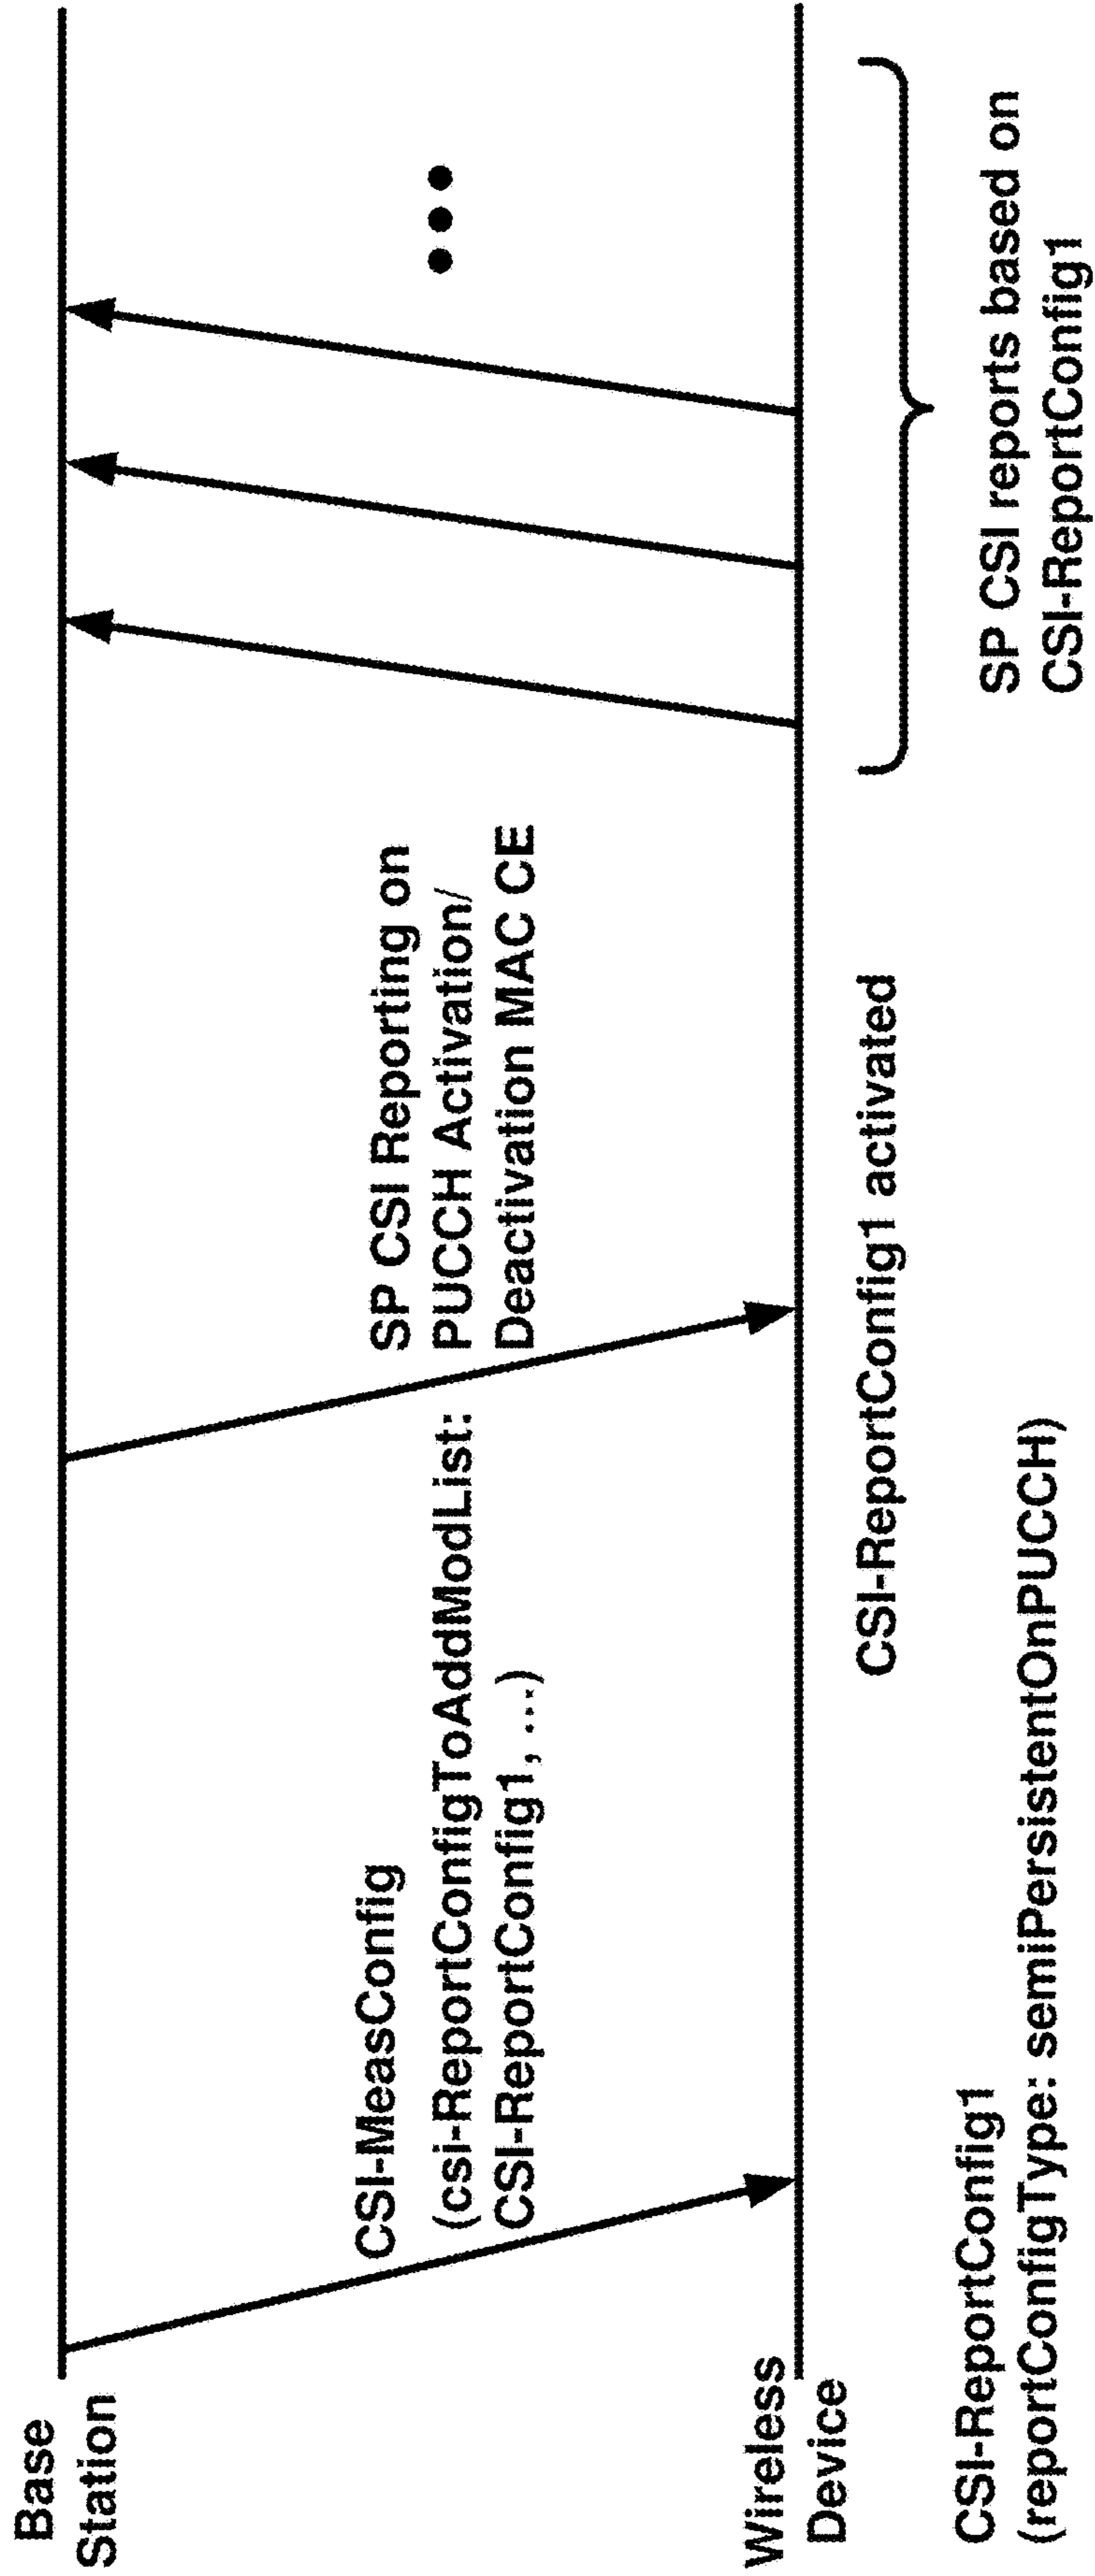 Base
Station
CSI-MeasConfig
(csi-ReportConfigToAddModList:
CSI-ReportConfig1, ...)
SP CSI Reporting on
PUCCH Activation/
Deactivation MAC CE
Wireless
Device
CSI-ReportConfig1 activated
CSI-ReportConfig1
(reportConfigType: semiPersistentOnPUCCH)
SP CSI reports based on
CSI-ReportConfig1